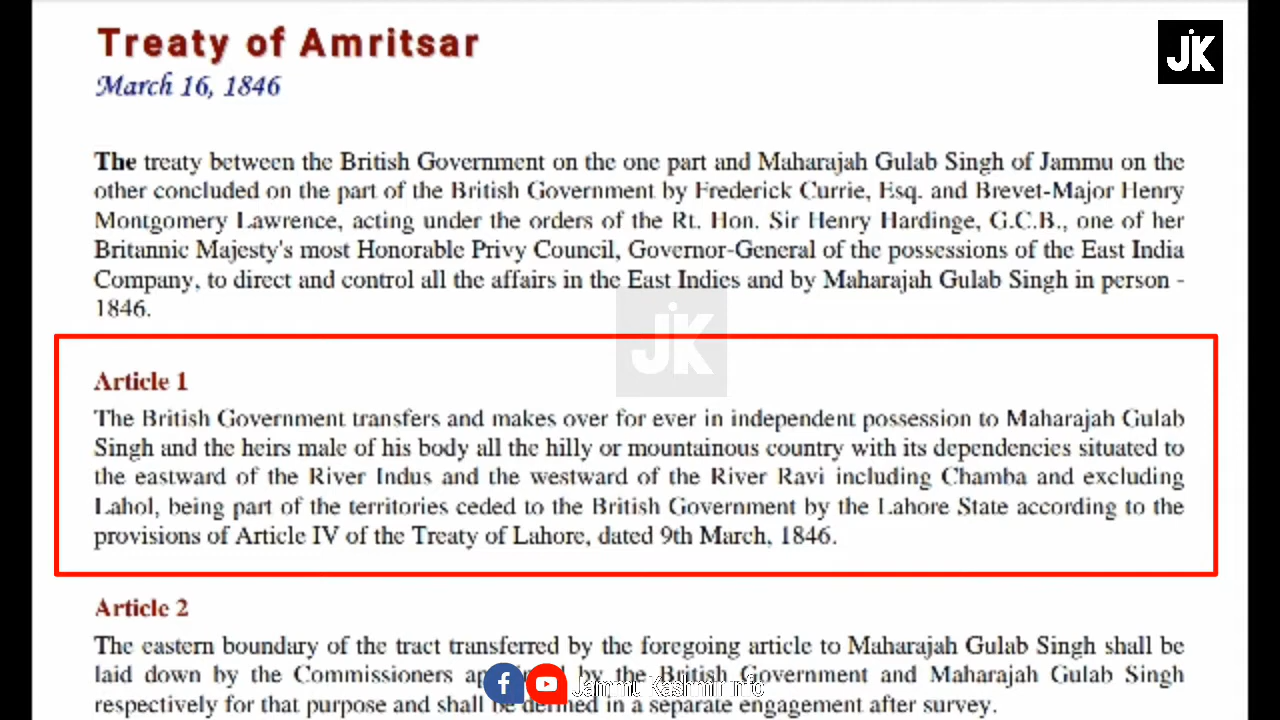 Treaty of Amritsar
JK
March 16, 1846
The treaty between the British Government on the one part and Maharajah Gulab Singh of Jammu on the
other concluded on the part of the British Government by Frederick Currie, Esq. and Brevet-Major Henry
Montgomery Lawrence, acting under the orders of the Rt. Hon. Sir Henry Hardinge, G.C.B., one of her
Britannic Majesty's most Honorable Privy Council, Governor-General of the possessions of the East India
Company, to direct and control all the affairs in the East Indies and by Maharajah Gulab Singh in person -
1846.
JK
Article 1
The British Government transfers and makes over for ever in independent possession to Maharajah Gulab
Singh and the heirs male of his body all the hilly or mountainous country with its dependencies situated to
the eastward of the River Indus and the westward of the River Ravi including Chamba and excluding
Lahol, being part of the territories ceded to the British Government by the Lahore State according to the
provisions of Article IV of the Treaty of Lahore, dated 9th March, 1846.
Article 2
The eastern boundary of the tract transferred by the foregoing article to Maharajah Gulab Singh shall be
laid down by the Commissioners by the British Government and Maharajah Gulab Singh
respectively for that purpose and shall be defined in a separate engagement after survey.
Jammu Kashmir